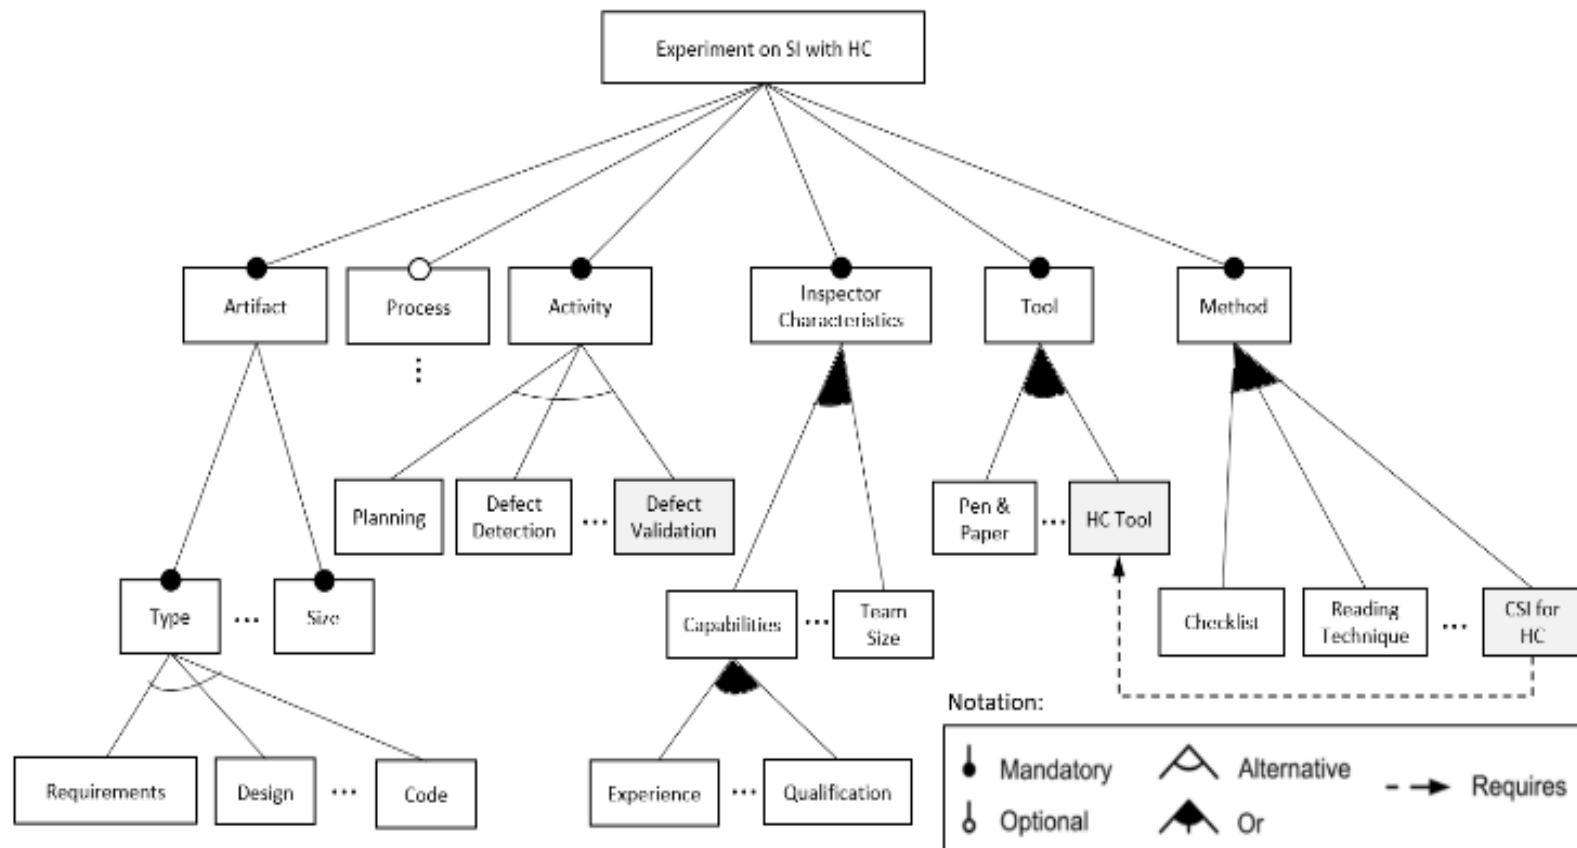 Experiment on SI with HC
Artifact
Process
Activity
Inspector
Characteristics
Tool
Method
Planning
Defect
Detection
...
Defect
Validation
Pen &
Paper
...
HC Tool
Type
...
Size
Capabilities
...
Team
Size
Checklist
Reading
Technique
...
CSI for
HC
Requirements
Design
...
Code
Experience
...
Qualification
Notation:
Mandatory
Alternative
Requires
Optional
Or